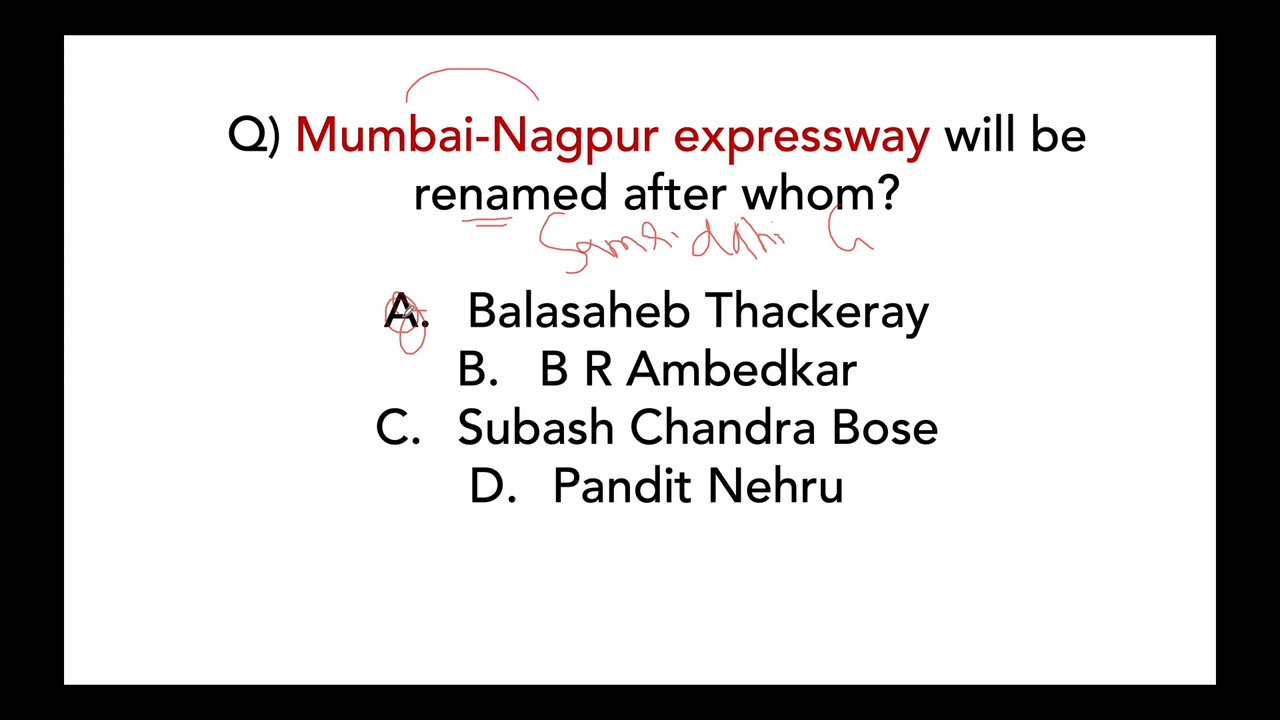 Q) Mumbai-Nagpur expressway will be
renamed after whom?
A. Balasaheb Thackeray
B. B R Ambedkar
C. Subash Chandra Bose
D. Pandit Nehru